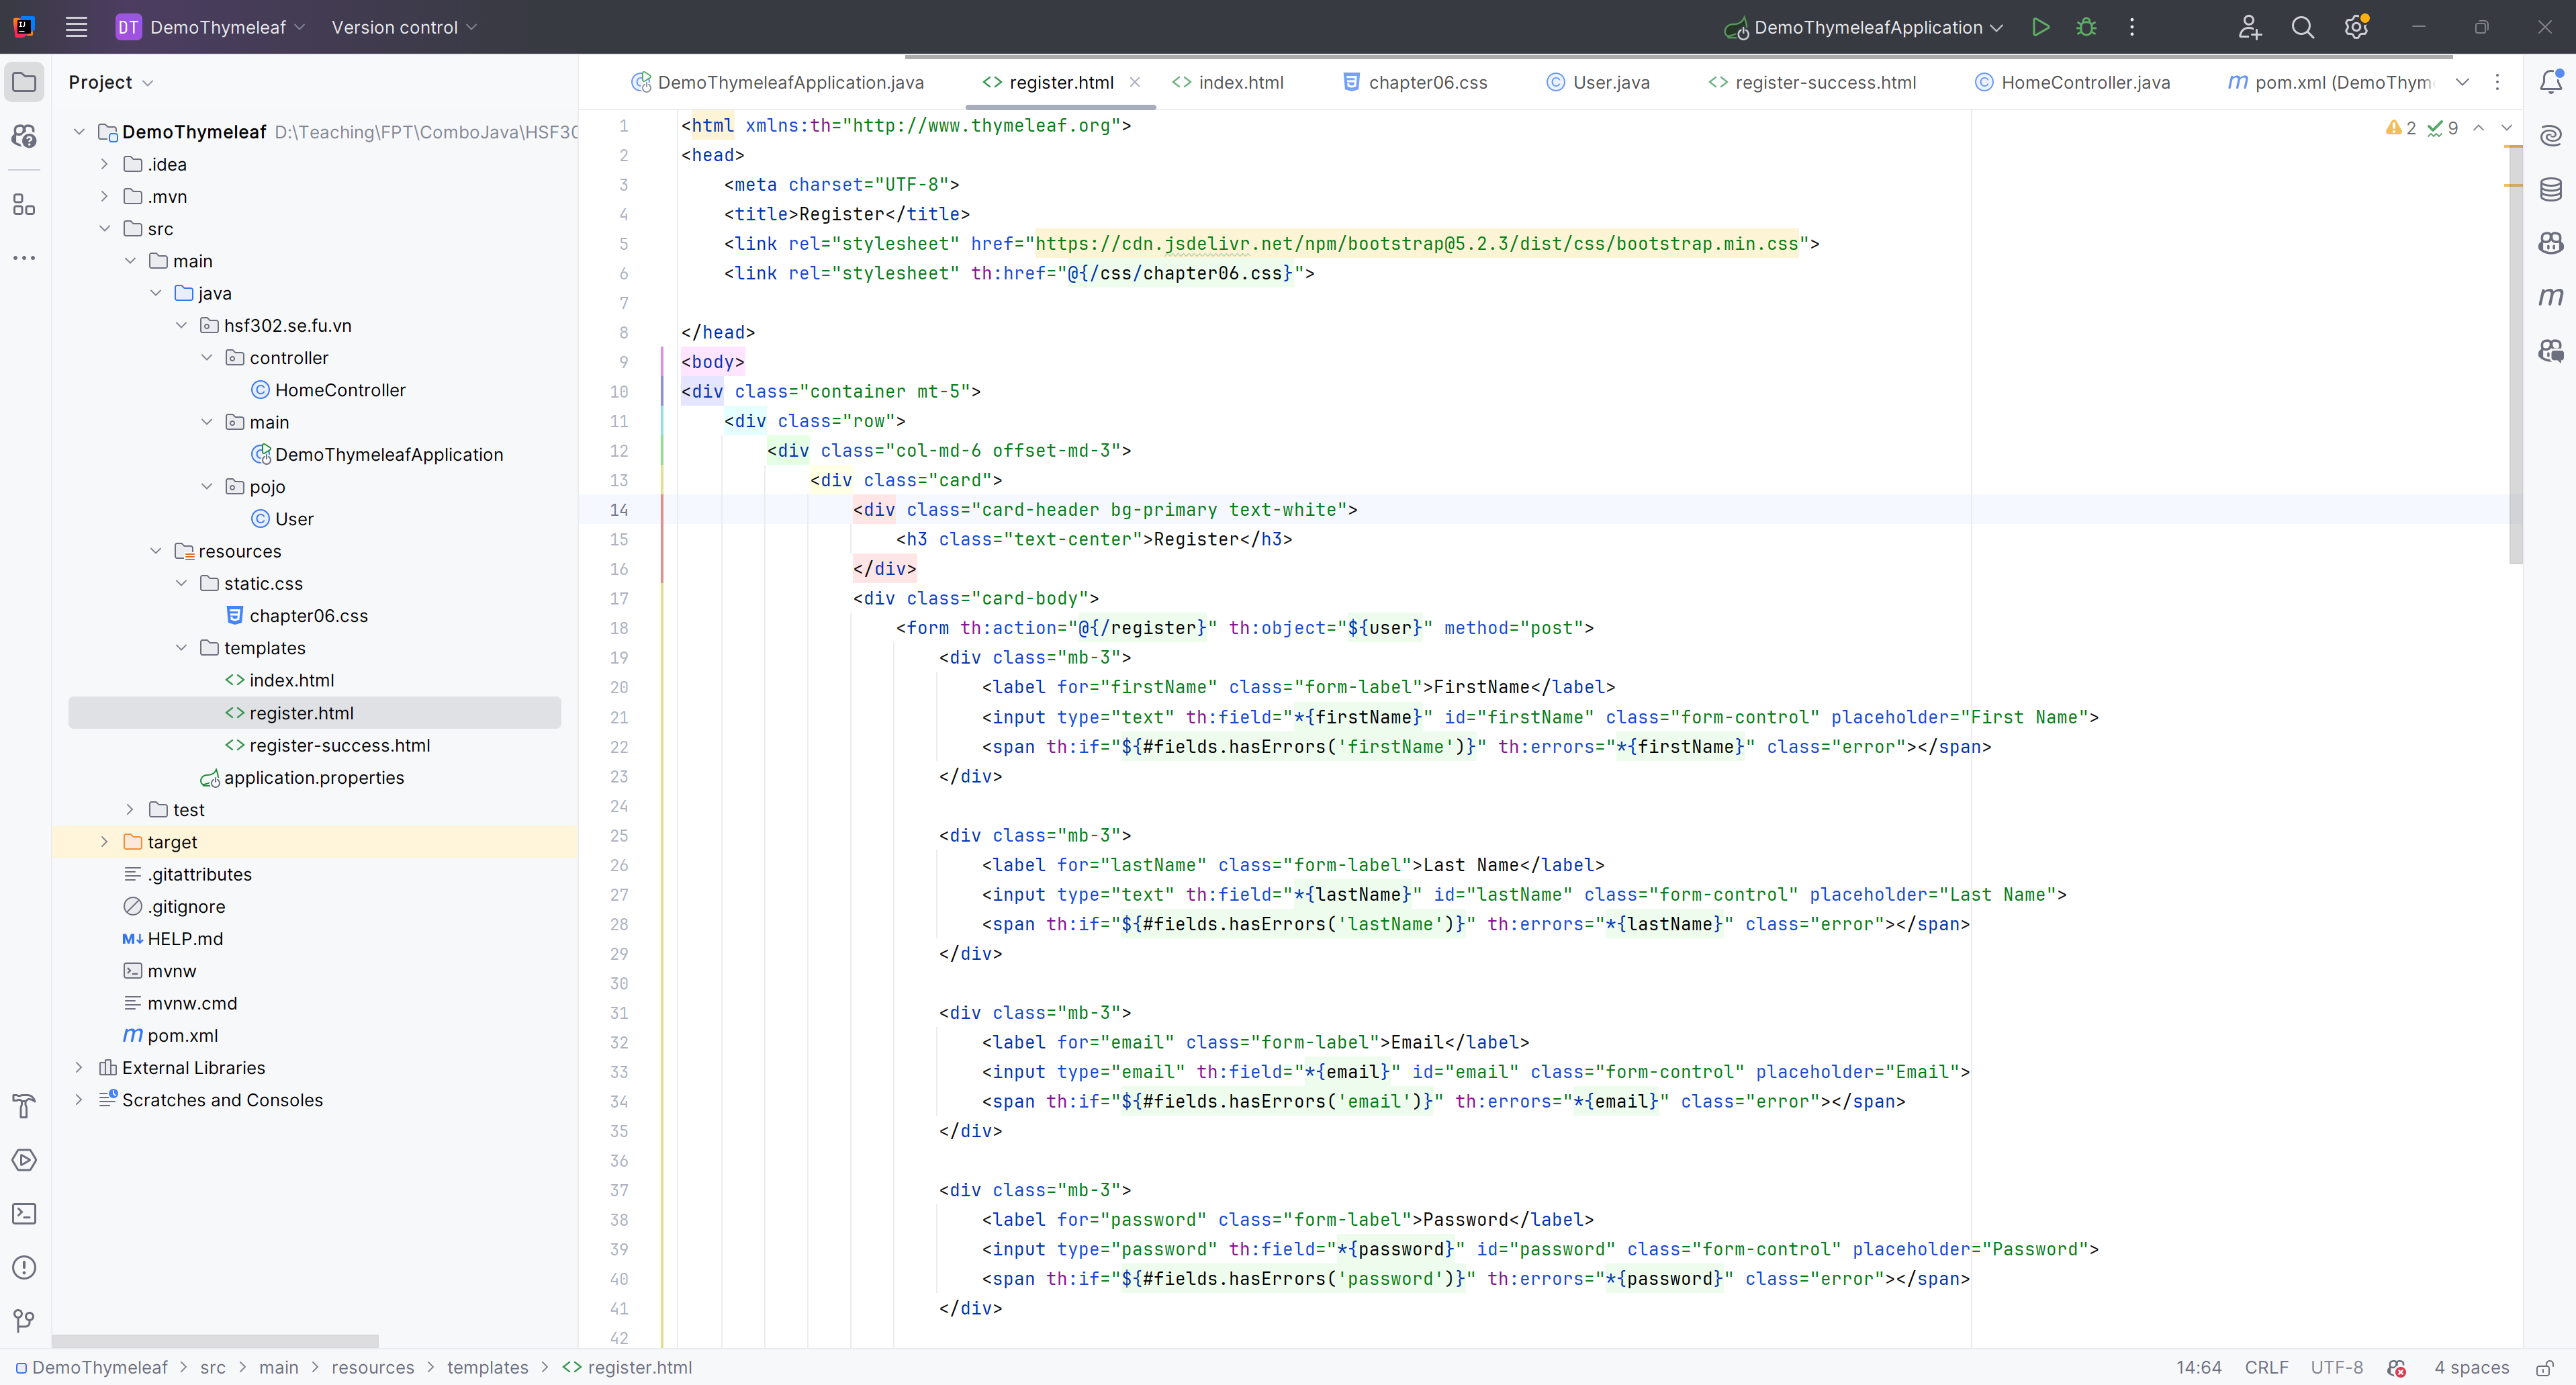 DT DemoThymeleaf Version control DemoThymeleafApplication
Project
DemoThymeleafApplication.java register.html index.html chapter06.css User.java register-success.html HomeController.java pom.xml (DemoThym
DemoThymeleaf D:\Teaching\FPT\ComboJava\HSF30
.idea
.mvn
src
main
java
hsf302.se.fu.vn
controller
HomeController
main
DemoThymeleafApplication
pojo
User
resources
static.css
chapter06.css
templates
index.html
register.html
register-success.html
application.properties
test
target
.gitattributes
.gitignore
HELP.md
mvnw
mvnw.cmd
pom.xml
External Libraries
Scratches and Consoles
2 9
1 <html xmlns:th="http://www.thymeleaf.org">
2 <head>
3     <meta charset="UTF-8">
4     <title>Register</title>
5     <link rel="stylesheet" href="https://cdn.jsdelivr.net/npm/bootstrap@5.2.3/dist/css/bootstrap.min.css">
6     <link rel="stylesheet" th:href="@{/css/chapter06.css}">
7
8 </head>
9 <body>
10 <div class="container mt-5">
11     <div class="row">
12         <div class="col-md-6 offset-md-3">
13             <div class="card">
14                 <div class="card-header bg-primary text-white">
15                     <h3 class="text-center">Register</h3>
16                 </div>
17                 <div class="card-body">
18                     <form th:action="@{/register}" th:object="${user}" method="post">
19                         <div class="mb-3">
20                             <label for="firstName" class="form-label">FirstName</label>
21                             <input type="text" th:field="*{firstName}" id="firstName" class="form-control" placeholder="First Name">
22                             <span th:if="${#fields.hasErrors('firstName')}" th:errors="*{firstName}" class="error"></span>
23                         </div>
24
25                         <div class="mb-3">
26                             <label for="lastName" class="form-label">Last Name</label>
27                             <input type="text" th:field="*{lastName}" id="lastName" class="form-control" placeholder="Last Name">
28                             <span th:if="${#fields.hasErrors('lastName')}" th:errors="*{lastName}" class="error"></span>
29                         </div>
30
31                         <div class="mb-3">
32                             <label for="email" class="form-label">Email</label>
33                             <input type="email" th:field="*{email}" id="email" class="form-control" placeholder="Email">
34                             <span th:if="${#fields.hasErrors('email')}" th:errors="*{email}" class="error"></span>
35                         </div>
36
37                         <div class="mb-3">
38                             <label for="password" class="form-label">Password</label>
39                             <input type="password" th:field="*{password}" id="password" class="form-control" placeholder="Password">
40                             <span th:if="${#fields.hasErrors('password')}" th:errors="*{password}" class="error"></span>
41                         </div>
42
DemoThymeleaf > src > main > resources > templates > register.html 14:64 CRLF UTF-8 4 spaces